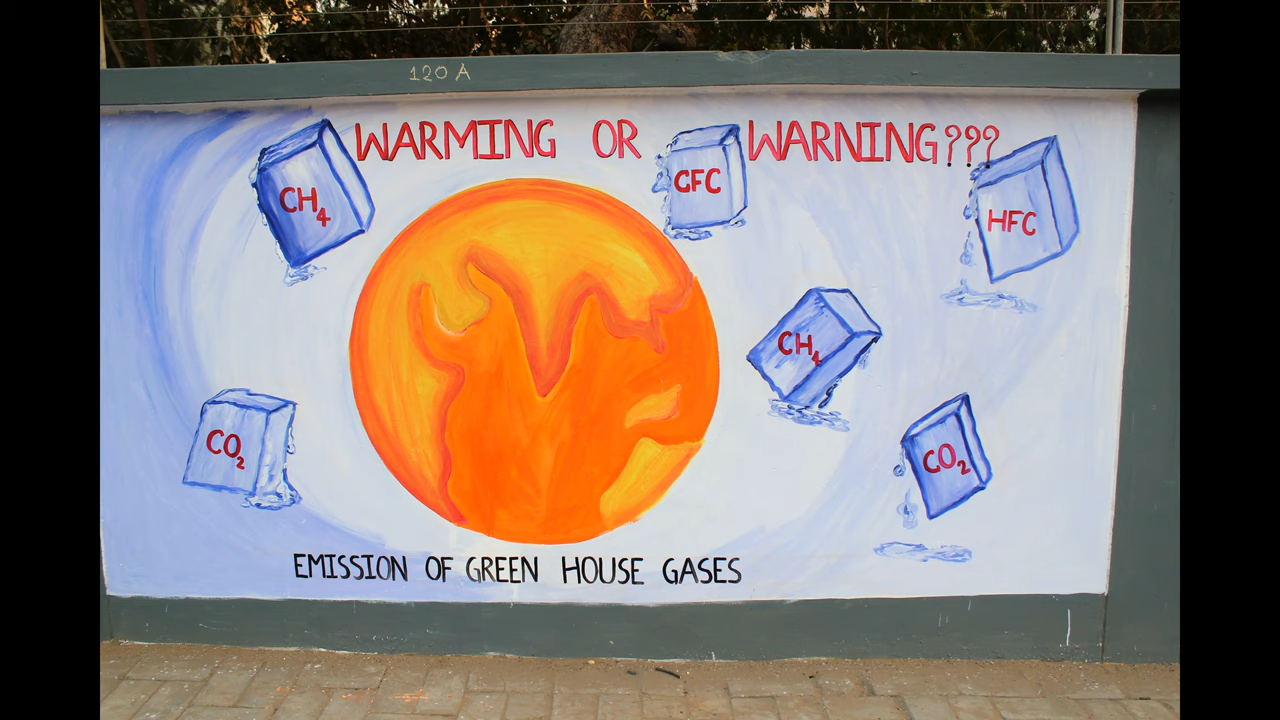 120 A
WARMING OR WARNING???
CH4
CFC
HFC
CH4
CO2
CO2
EMISSION OF GREEN HOUSE GASES